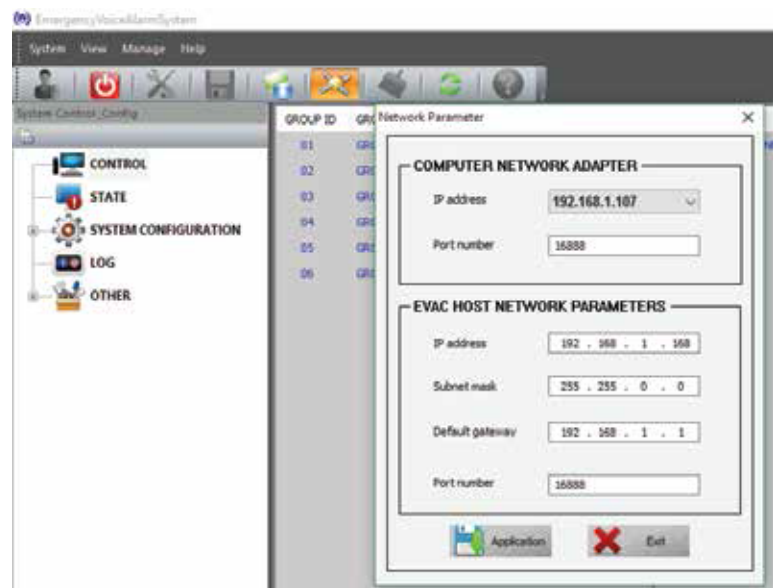 EmergencyVoiceAlarmSystem
System View Manage Help
System Control_Config
CONTROL
STATE
SYSTEM CONFIGURATION
LOG
OTHER
GROUP ID
01
02
03
04
05
06
Network Parameter
COMPUTER NETWORK ADAPTER
IP address 192.168.1.107
Port number 16888
EVAC HOST NETWORK PARAMETERS
IP address 192 . 168 . 1 . 168
Subnet mask 255 . 255 . 0 . 0
Default gateway 192 . 168 . 1 . 1
Port number 16888
Application Exit